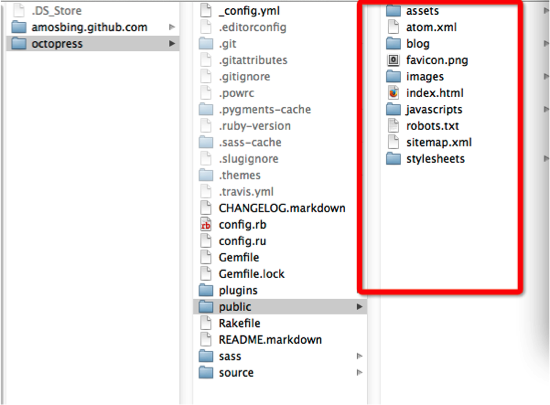 .DS_Store
amosbing.github.com
octopress
_config.yml
.editorconfig
.git
.gitattributes
.gitignore
.powrc
.pygments-cache
.ruby-version
.sass-cache
.slugignore
.themes
.travis.yml
CHANGELOG.markdown
rb config.rb
config.ru
Gemfile
Gemfile.lock
plugins
public
Rakefile
README.markdown
sass
source
assets
atom.xml
blog
favicon.png
images
index.html
javascripts
robots.txt
sitemap.xml
stylesheets